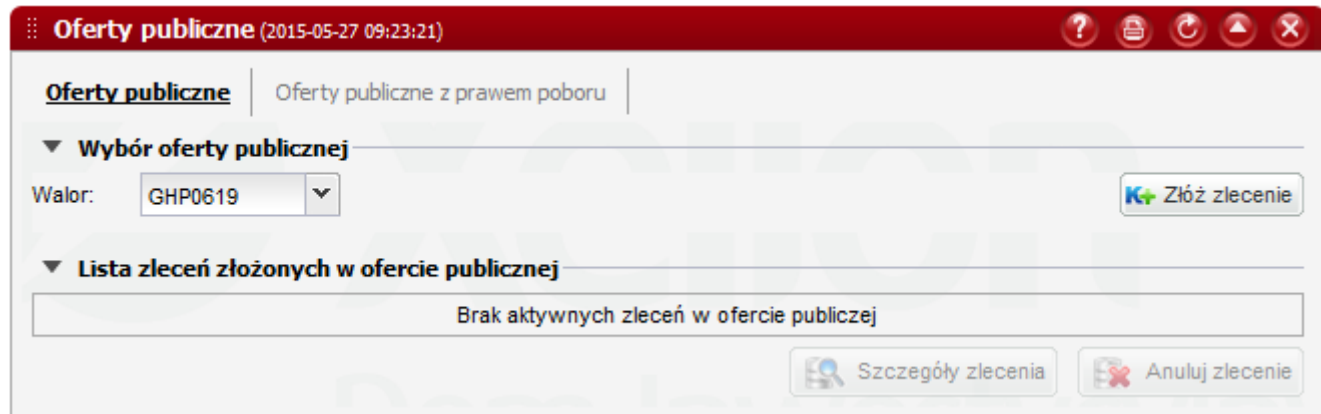 Oferty publiczne (2015-05-27 09:23:21)
Oferty publiczne Oferty publiczne z prawem poboru
Wybór oferty publicznej
Walor: GHP0619 K+ Złóż zlecenie
Lista zleceń złożonych w ofercie publicznej
Brak aktywnych zleceń w ofercie publiczej
Szczegóły zlecenia Anuluj zlecenie